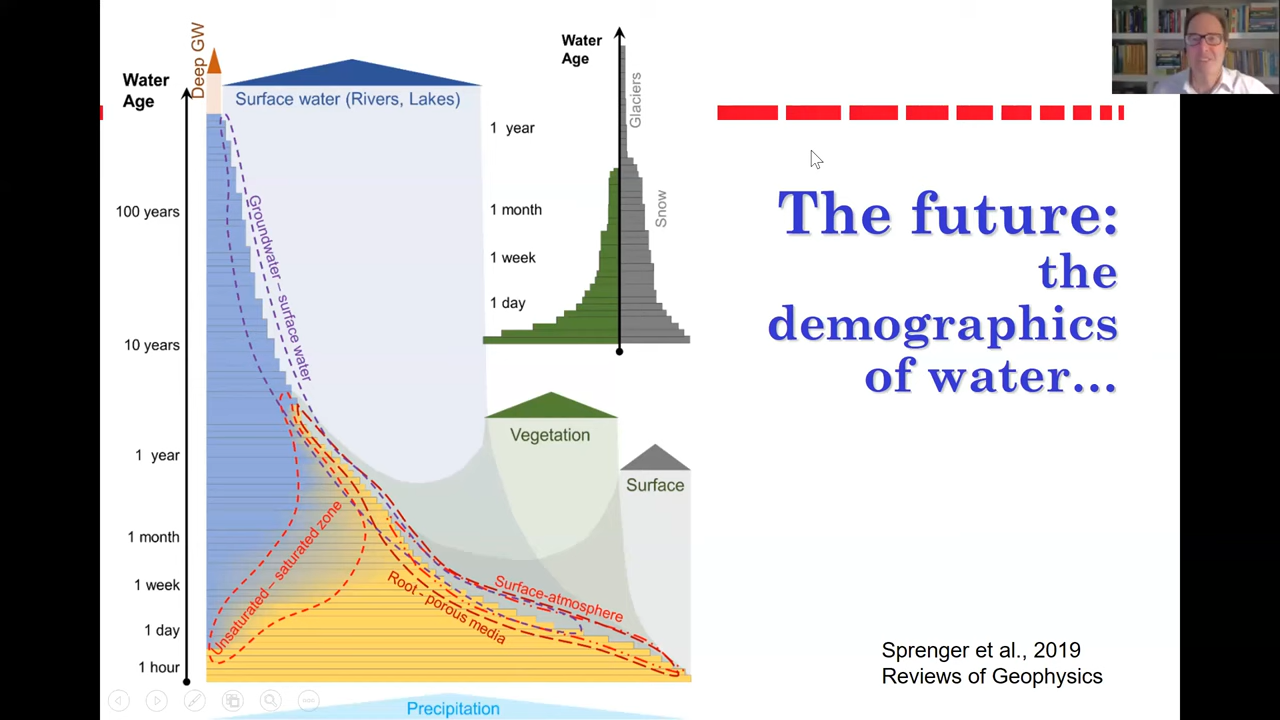 Deep GW
Water
Age
Surface water (Rivers, Lakes)
100 years
10 years
1 year
1 month
1 week
1 day
1 hour
Groundwater – surface water
Unsaturated – saturated zone
Root - porous media
Surface-atmosphere
Precipitation
Water
Age
Glaciers
Snow
1 year
1 month
1 week
1 day
Vegetation
Surface
The future:
the
demographics
of water...
Sprenger et al., 2019
Reviews of Geophysics